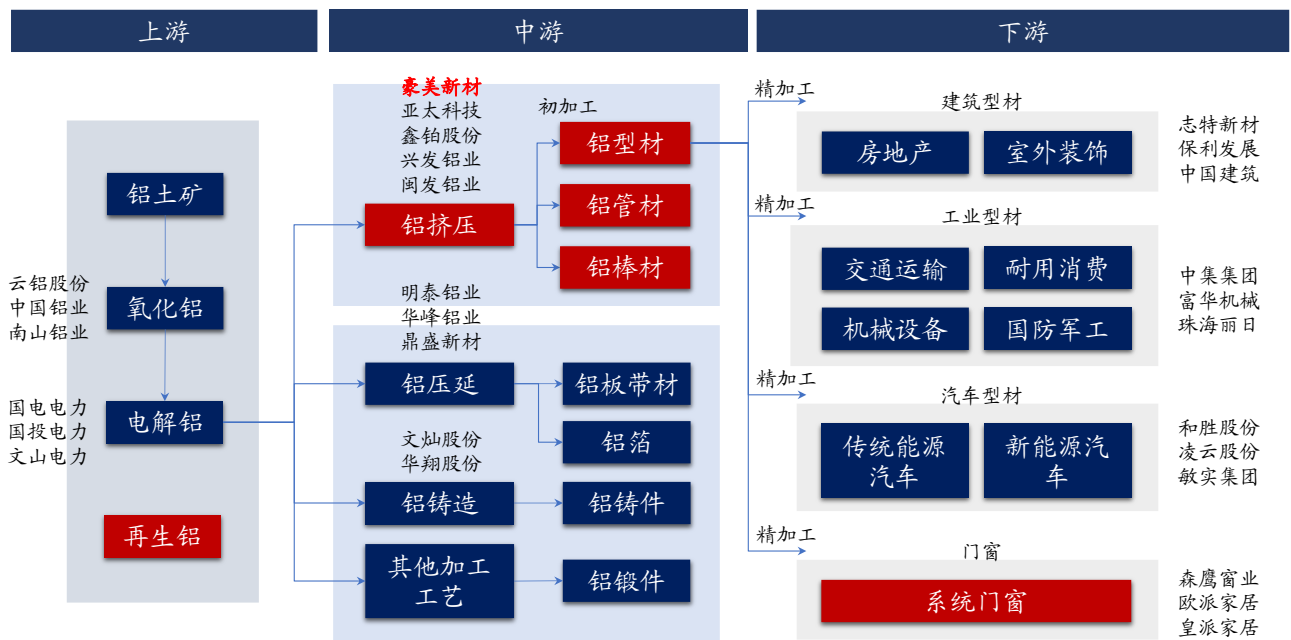 上游
中游
下游
铝土矿
云铝股份
中国铝业
南山铝业
氧化铝
国电电力
国投电力
文山电力
电解铝
再生铝
豪美新材
亚太科技
鑫铂股份
兴发铝业
闽发铝业
初加工
铝挤压
铝型材
铝管材
铝棒材
明泰铝业
华峰铝业
鼎盛新材
铝压延
铝板带材
铝箔
文灿股份
华翔股份
铝铸造
铝铸件
其他加工
工艺
铝锻件
精加工
建筑型材
房地产
室外装饰
志特新材
保利发展
中国建筑
精加工
工业型材
交通运输
耐用消费
机械设备
国防军工
中集集团
富华机械
珠海丽日
精加工
汽车型材
传统能源
汽车
新能源汽
车
和胜股份
凌云股份
敏实集团
精加工
门窗
系统门窗
森鹰窗业
欧派家居
皇派家居